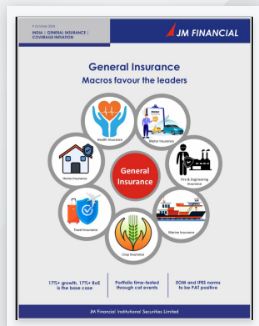 INDIA | GENERAL INSURANCE |
COVERAGE INITIATION
JM FINANCIAL
General Insurance
Macros favour the leaders
Health Insurance
Motor Insurance
Home Insurance
Fire & Engineering
Insurance
General
Insurance
Travel Insurance
Marine Insurance
Crop Insurance
17%+ growth, 17%+ RoE
is the base case
Portfolio time-tested
through cat events
EOM and IFRS norms
to be PAT positive
JM Financial Institutional Securities Limited